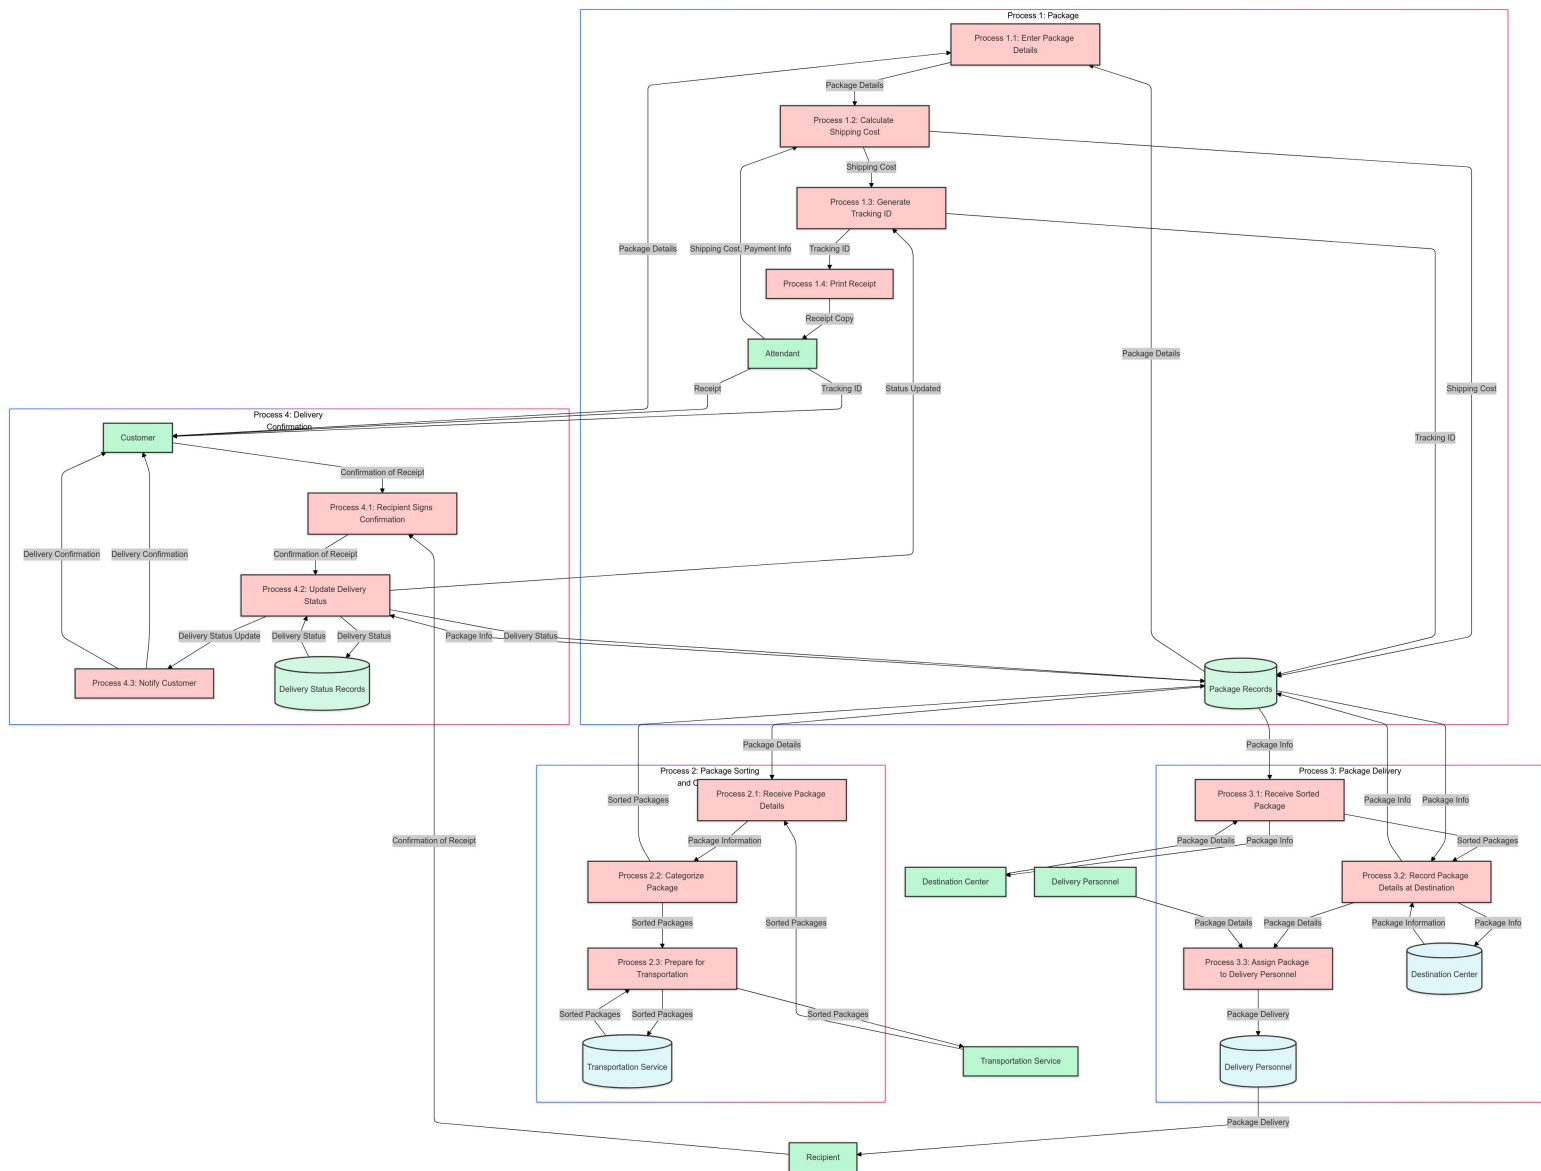 Process 1: Package
Process 1.1: Enter Package
Details
Package Details
Process 1.2: Calculate
Shipping Cost
Shipping Cost
Process 1.3: Generate
Tracking ID
Package Details
Shipping Cost, Payment Info
Tracking ID
Process 1.4: Print Receipt
Receipt Copy
Attendant
Package Details
Receipt
Tracking ID
Status Updated
Shipping Cost
Tracking ID
Process 4: Delivery
Confirmation
Customer
Confirmation of Receipt
Process 4.1: Recipient Signs
Confirmation
Delivery Confirmation
Delivery Confirmation
Confirmation of Receipt
Process 4.2: Update Delivery
Status
Delivery Status Update
Delivery Status
Delivery Status
Package Info
Delivery Status
Process 4.3: Notify Customer
Delivery Status Records
Package Records
Package Details
Package Info
Process 2: Package Sorting
and
Process 2.1: Receive Package
Details
Process 3: Package Delivery
Process 3.1: Receive Sorted
Package
Sorted Packages
Package Info
Package Info
Confirmation of Receipt
Package Information
Package Details
Package Info
Sorted Packages
Process 2.2: Categorize
Package
Destination Center
Delivery Personnel
Process 3.2: Record Package
Details at Destination
Sorted Packages
Sorted Packages
Package Details
Package Details
Package Information
Package Info
Process 2.3: Prepare for
Transportation
Process 3.3: Assign Package
to Delivery Personnel
Destination Center
Sorted Packages
Sorted Packages
Sorted Packages
Package Delivery
Transportation Service
Transportation Service
Delivery Personnel
Package Delivery
Recipient